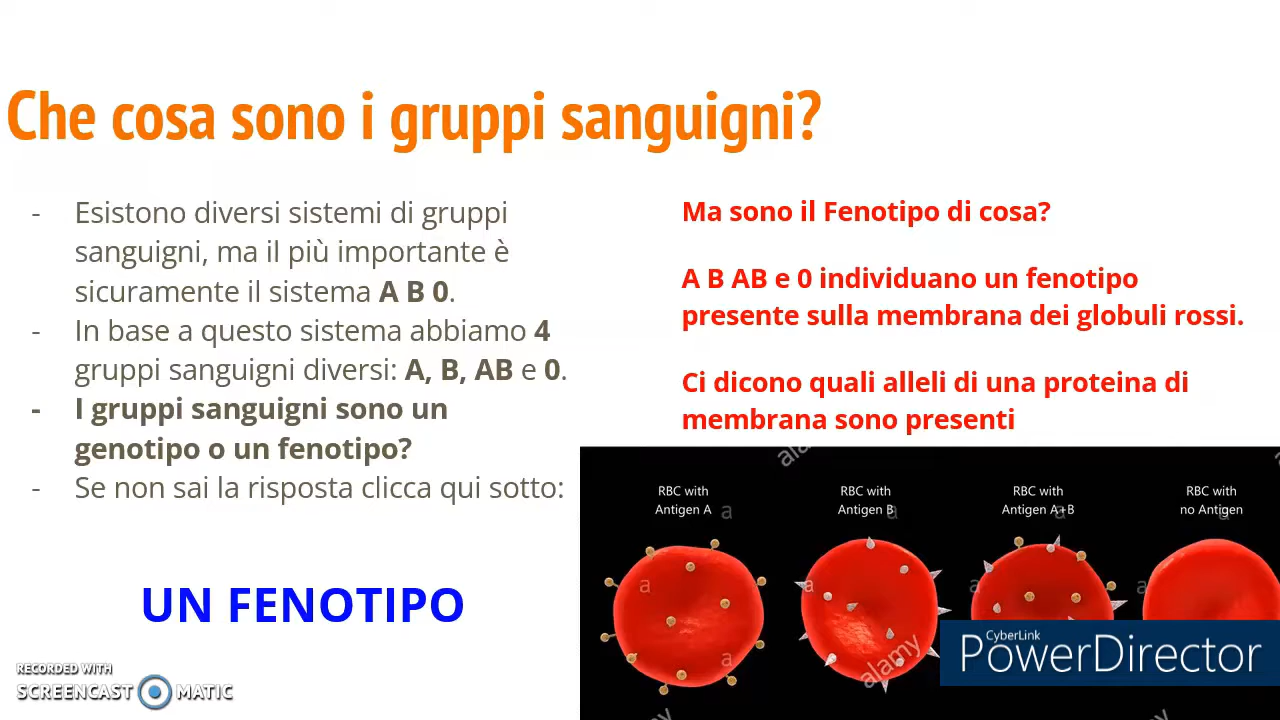 Che cosa sono i gruppi sanguigni?
- Esistono diversi sistemi di gruppi
sanguigni, ma il più importante è
sicuramente il sistema A B 0.
- In base a questo sistema abbiamo 4
gruppi sanguigni diversi: A, B, AB e 0.
- I gruppi sanguigni sono un
genotipo o un fenotipo?
- Se non sai la risposta clicca qui sotto:
UN FENOTIPO
Ma sono il Fenotipo di cosa?
A B AB e 0 individuano un fenotipo
presente sulla membrana dei globuli rossi.
Ci dicono quali alleli di una proteina di
membrana sono presenti
RBC with
Antigen A
RBC with
Antigen B
RBC with
Antigen A+B
RBC with
no Antigen
a
a
a
a
a
a
a
a
a
alamy
alamy
CyberLink
PowerDirector
RECORDED WITH
SCREENCAST MATIC